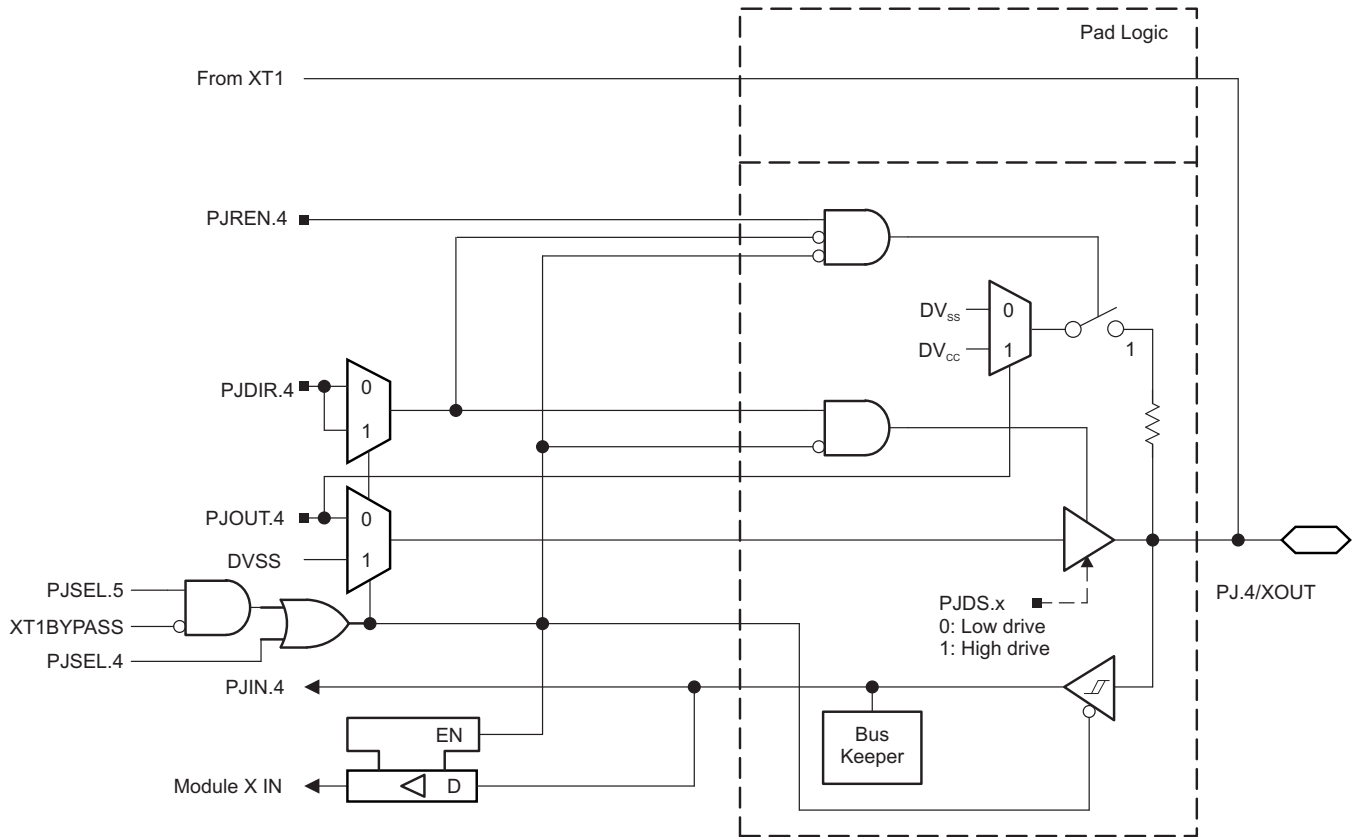 Pad Logic
From XT1
PJREN.4
DVSS
0
DVCC
1
1
PJDIR.4
0
1
PJOUT.4
0
DVSS
1
PJSEL.5
XT1BYPASS
PJSEL.4
PJDS.x
0: Low drive
1: High drive
PJ.4/XOUT
PJIN.4
EN
Bus
Keeper
Module X IN
D